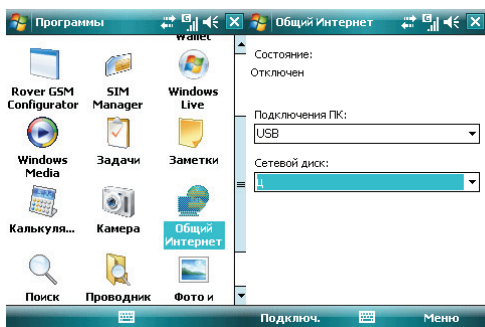 Программы
Wallet
Rover GSM
Configurator
SIM
Manager
Windows
Live
Windows
Media
Задачи
Заметки
Калькуля...
Камера
Общий
Интернет
Поиск
Проводник
Фото и
Общий Интернет
G
Состояние:
Отключен
Подключения ПК:
USB
Сетевой диск:
Ц
Подключ.
Меню